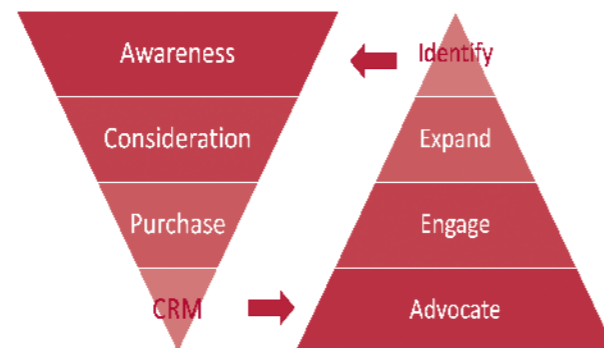 Awareness
Consideration
Purchase
CRM
Identify
Expand
Engage
Advocate